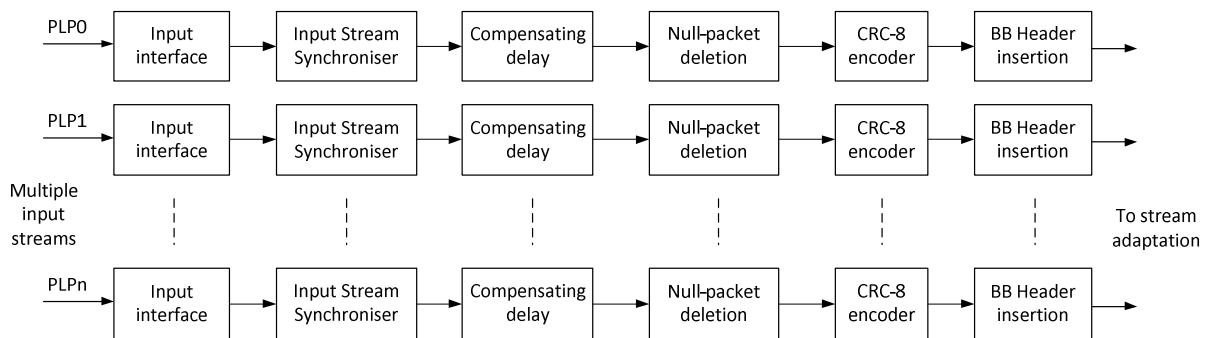 PLP0
Input
interface
Input Stream
Synchroniser
Compensating
delay
Null-packet
deletion
CRC-8
encoder
BB Header
insertion
PLP1
Input
interface
Input Stream
Synchroniser
Compensating
delay
Null-packet
deletion
CRC-8
encoder
BB Header
insertion
Multiple
input
streams
To stream
adaptation
PLPn
Input
interface
Input Stream
Synchroniser
Compensating
delay
Null-packet
deletion
CRC-8
encoder
BB Header
insertion